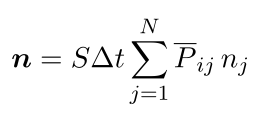 𝒏 = SΔt ∑_{j=1}^{N} P̅_{ij} n_j